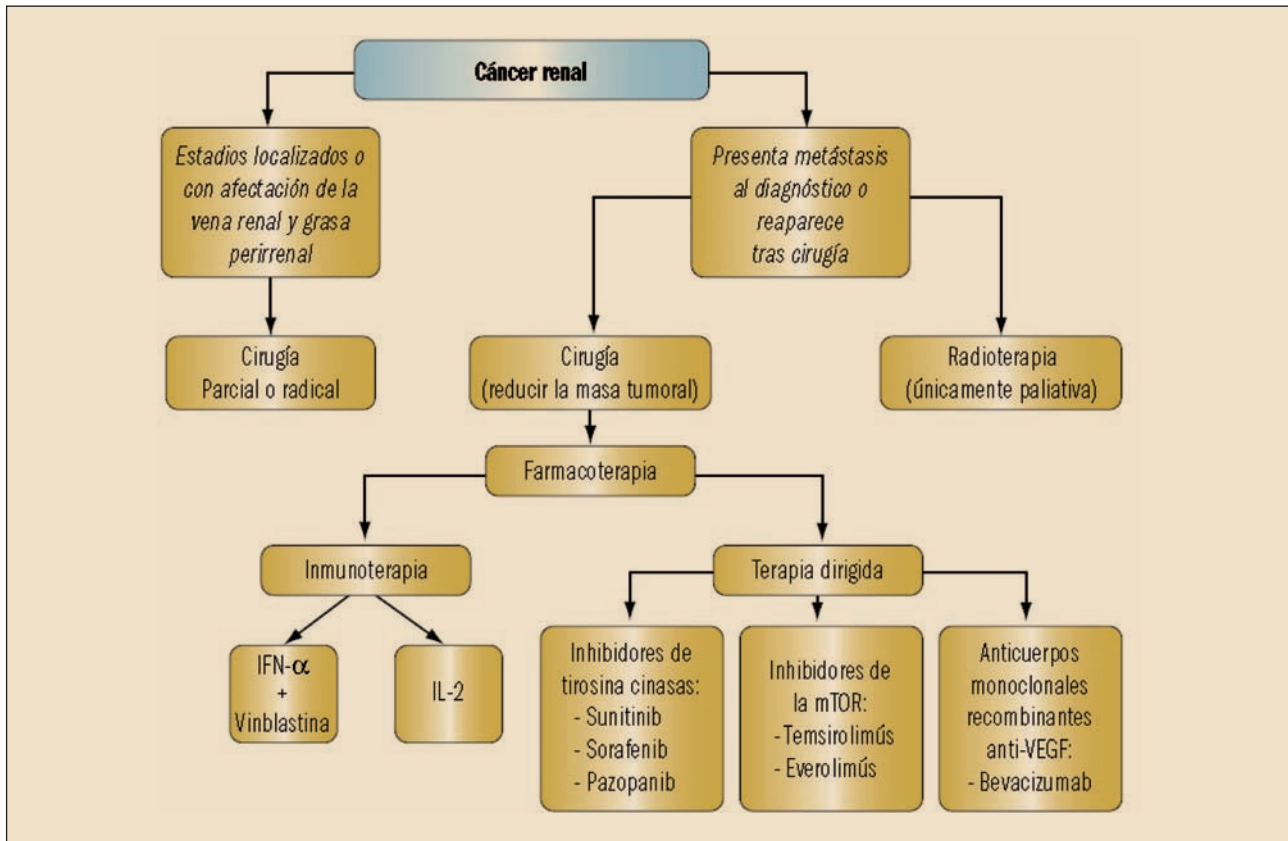 Cáncer renal
Estadios localizados o
con afectación de la
vena renal y grasa
perirrenal
Presenta metástasis
al diagnóstico o
reaparece
tras cirugía
Cirugía
Parcial o radical
Cirugía
(reducir la masa tumoral)
Radioterapia
(únicamente paliativa)
Farmacoterapia
Inmunoterapia
Terapia dirigida
IFN-α
+
Vinblastina
IL-2
Inhibidores de
tirosina cinasas:
- Sunitinib
- Sorafenib
- Pazopanib
Inhibidores de
la mTOR:
- Temsirolimús
- Everolimús
Anticuerpos
monoclonales
recombinantes
anti-VEGF:
- Bevacizumab